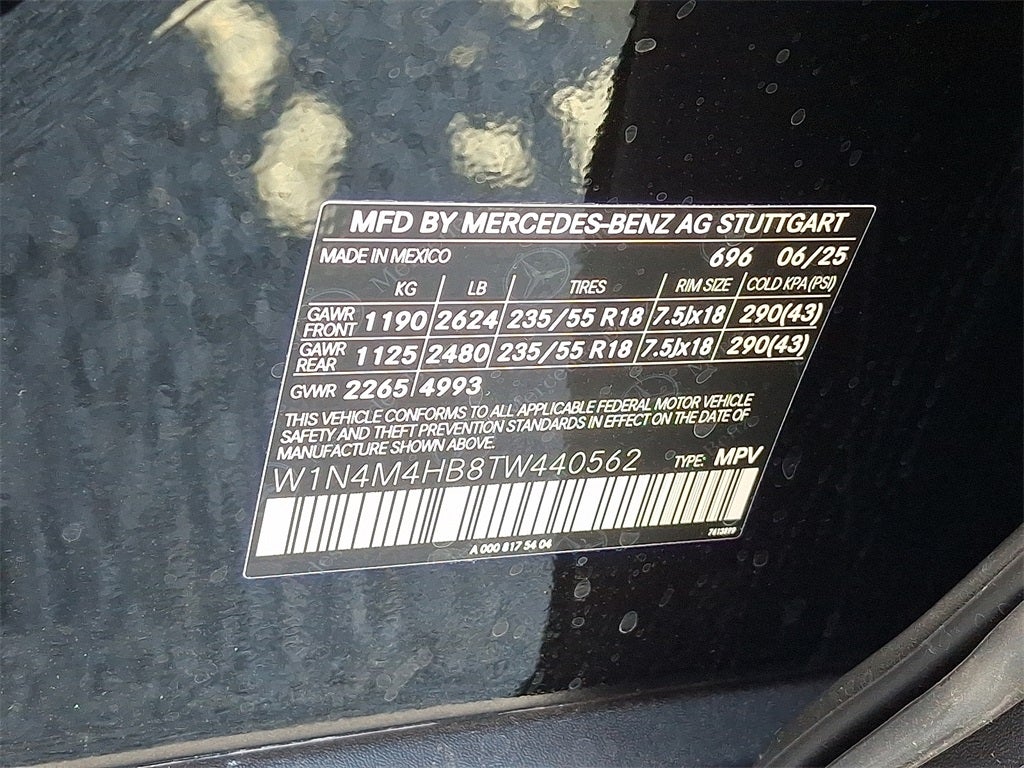 MFD BY MERCEDES-BENZ AG STUTTGART
MADE IN MEXICO 696 06/25
KG LB TIRES RIM SIZE COLD KPA (PSI)
GAWR FRONT 1190 2624 235/55 R18 7.5Jx18 290(43)
GAWR REAR 1125 2480 235/55 R18 7.5Jx18 290(43)
GVWR 2265 4993
THIS VEHICLE CONFORMS TO ALL APPLICABLE FEDERAL MOTOR VEHICLE
SAFETY AND THEFT PREVENTION STANDARDS IN EFFECT ON THE DATE OF
MANUFACTURE SHOWN ABOVE.
W1N4M4HB8TW440562 TYPE: MPV
A 000 817 54 04